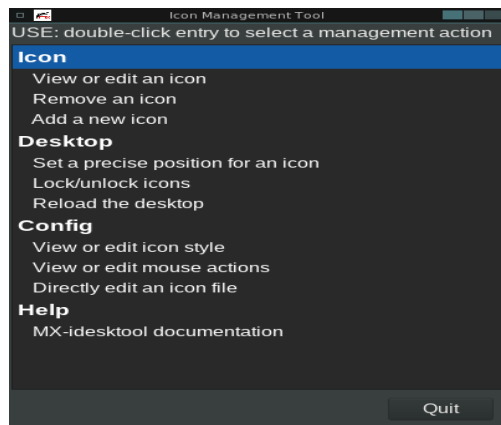 Icon Management Tool
USE: double-click entry to select a management action
Icon
View or edit an icon
Remove an icon
Add a new icon
Desktop
Set a precise position for an icon
Lock/unlock icons
Reload the desktop
Config
View or edit icon style
View or edit mouse actions
Directly edit an icon file
Help
MX-idesktool documentation
Quit